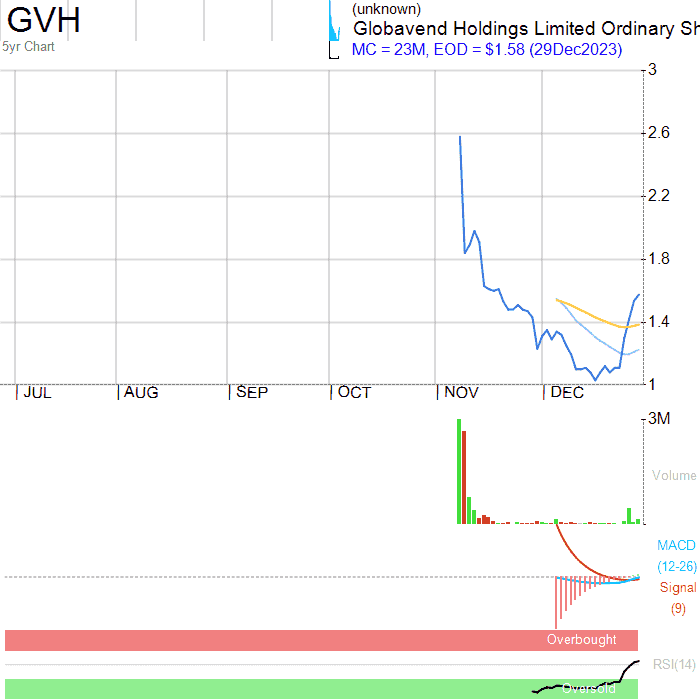 GVH
5yr Chart
(unknown)
Globavend Holdings Limited Ordinary Sh
MC = 23M, EOD = $1.58 (29Dec2023)
3
2.6
2.2
1.8
1.4
1
JUL AUG SEP OCT NOV DEC
3M
Volume
MACD
(12-26)
Signal
(9)
Overbought
RSI(14)
Oversold